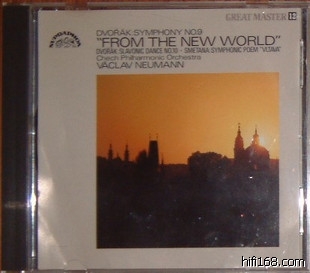 SUPRAPHON
GREAT MASTER 12
DVOŘÁK: SYMPHONY NO.9
"FROM THE NEW WORLD"
DVOŘÁK: SLAVONIC DANCE NO.10 - SMETANA: SYMPHONIC POEM "VLTAVA"
Czech Philharmonic Orchestra
VÁCLAV NEUMANN
hifi168.com